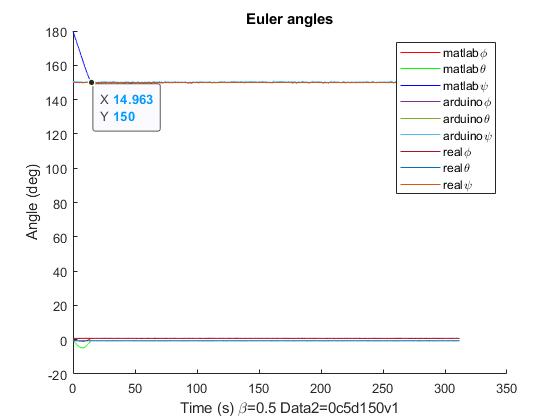 Euler angles
180
160
140
120
100
80
60
40
20
0
-20
Angle (deg)
X 14.963
Y 150
matlab ϕ
matlab θ
matlab ψ
arduino ϕ
arduino θ
arduino ψ
real ϕ
real θ
real ψ
0 50 100 150 200 250 300 350
Time (s) β=0.5 Data2=0c5d150v1